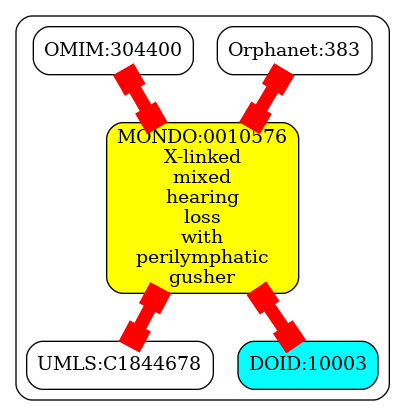 OMIM:304400
Orphanet:383
MONDO:0010576
X-linked
mixed
hearing
loss
with
perilymphatic
gusher
UMLS:C1844678
DOID:10003